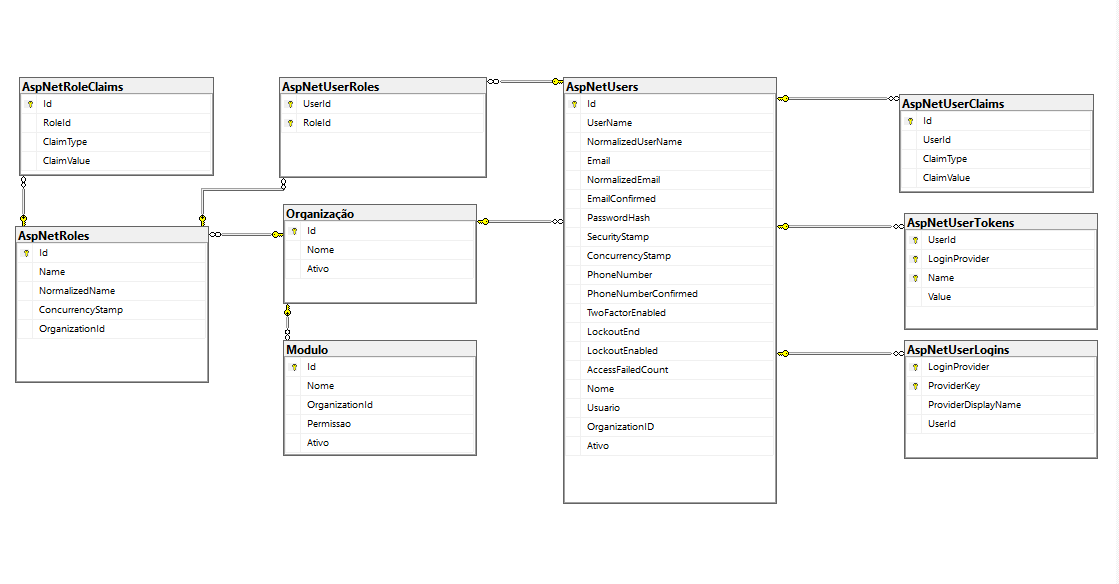 AspNetRoleClaims
Id
RoleId
ClaimType
ClaimValue
AspNetUserRoles
UserId
RoleId
AspNetUsers
Id
UserName
NormalizedUserName
Email
NormalizedEmail
EmailConfirmed
PasswordHash
SecurityStamp
ConcurrencyStamp
PhoneNumber
PhoneNumberConfirmed
TwoFactorEnabled
LockoutEnd
LockoutEnabled
AccessFailedCount
Nome
Usuario
OrganizationID
Ativo
AspNetUserClaims
Id
UserId
ClaimType
ClaimValue
AspNetRoles
Id
Name
NormalizedName
ConcurrencyStamp
OrganizationId
Organização
Id
Nome
Ativo
Modulo
Id
Nome
OrganizationId
Permissao
Ativo
AspNetUserTokens
UserId
LoginProvider
Name
Value
AspNetUserLogins
LoginProvider
ProviderKey
ProviderDisplayName
UserId